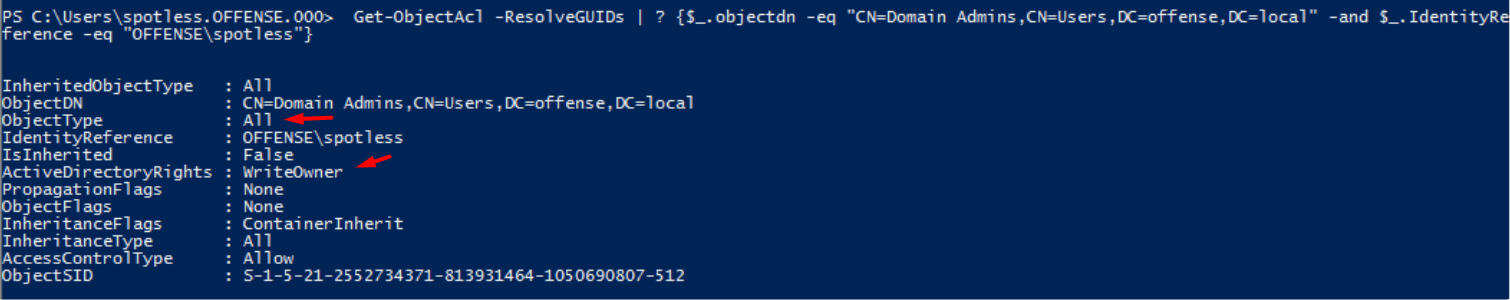 PS C:\Users\spotless.OFFENSE.000>  Get-ObjectAcl -ResolveGUIDs | ? {$_.objectdn -eq "CN=Domain Admins,CN=Users,DC=offense,DC=local" -and $_.IdentityRe
ference -eq "OFFENSE\spotless"}
InheritedObjectType   : All
ObjectDN              : CN=Domain Admins,CN=Users,DC=offense,DC=local
ObjectType            : All
IdentityReference     : OFFENSE\spotless
IsInherited           : False
ActiveDirectoryRights : WriteOwner
PropagationFlags      : None
ObjectFlags           : None
InheritanceFlags      : ContainerInherit
InheritanceType       : All
AccessControlType     : Allow
ObjectSID             : S-1-5-21-2552734371-813931464-1050690807-512